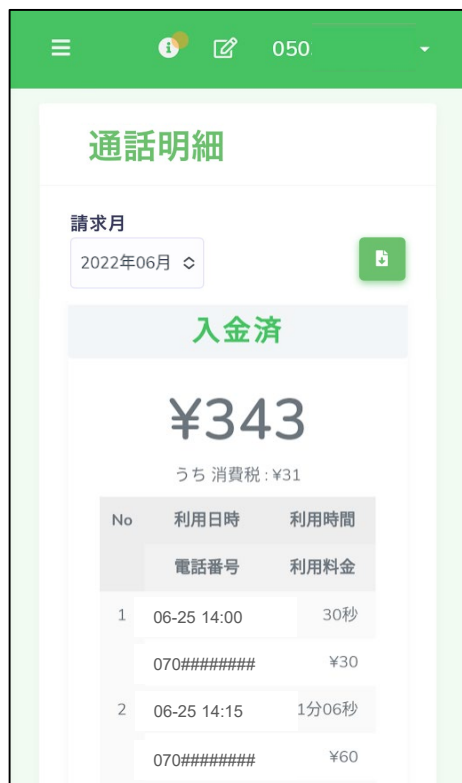 050
通話明細
請求月
2022年06月
入金済
¥343
うち 消費税 : ¥31
No 利用日時 利用時間
電話番号 利用料金
1 06-25 14:00 30秒
070######## ¥30
2 06-25 14:15 1分06秒
070######## ¥60